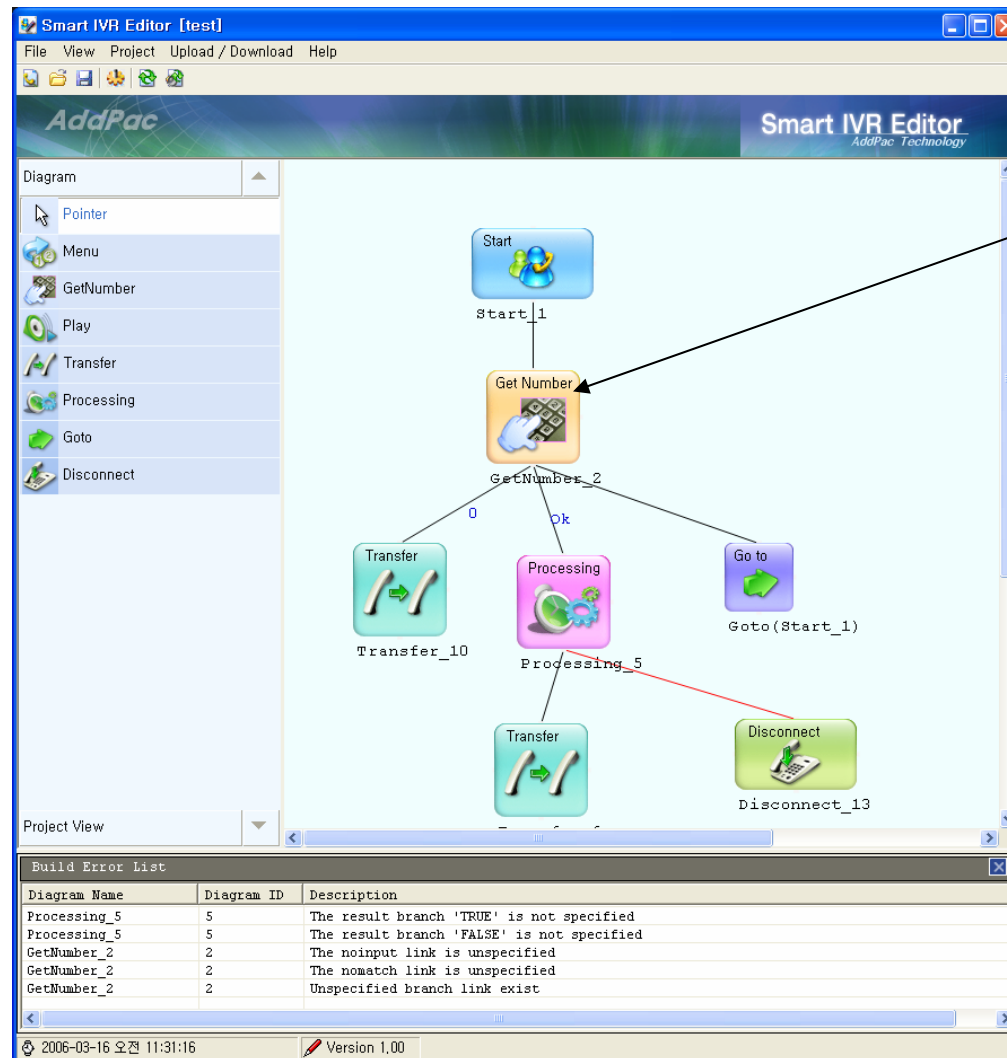 Smart IVR Editor [test]
File View Project Upload / Download Help
AddPac
Smart IVR Editor
AddPac Technology
Diagram
Pointer
Menu
GetNumber
Play
Transfer
Processing
Goto
Disconnect
Project View
Start
Start_1
Get Number
GetNumber_2
0
Ok
Transfer
Transfer_10
Processing
Processing_5
Go to
Goto(Start_1)
Transfer
Disconnect
Disconnect_13
Build Error List
Diagram Name Diagram ID Description
Processing_5 5 The result branch 'TRUE' is not specified
Processing_5 5 The result branch 'FALSE' is not specified
GetNumber_2 2 The noinput link is unspecified
GetNumber_2 2 The nomatch link is unspecified
GetNumber_2 2 Unspecified branch link exist
2006-03-16 오전 11:31:16 Version 1,00